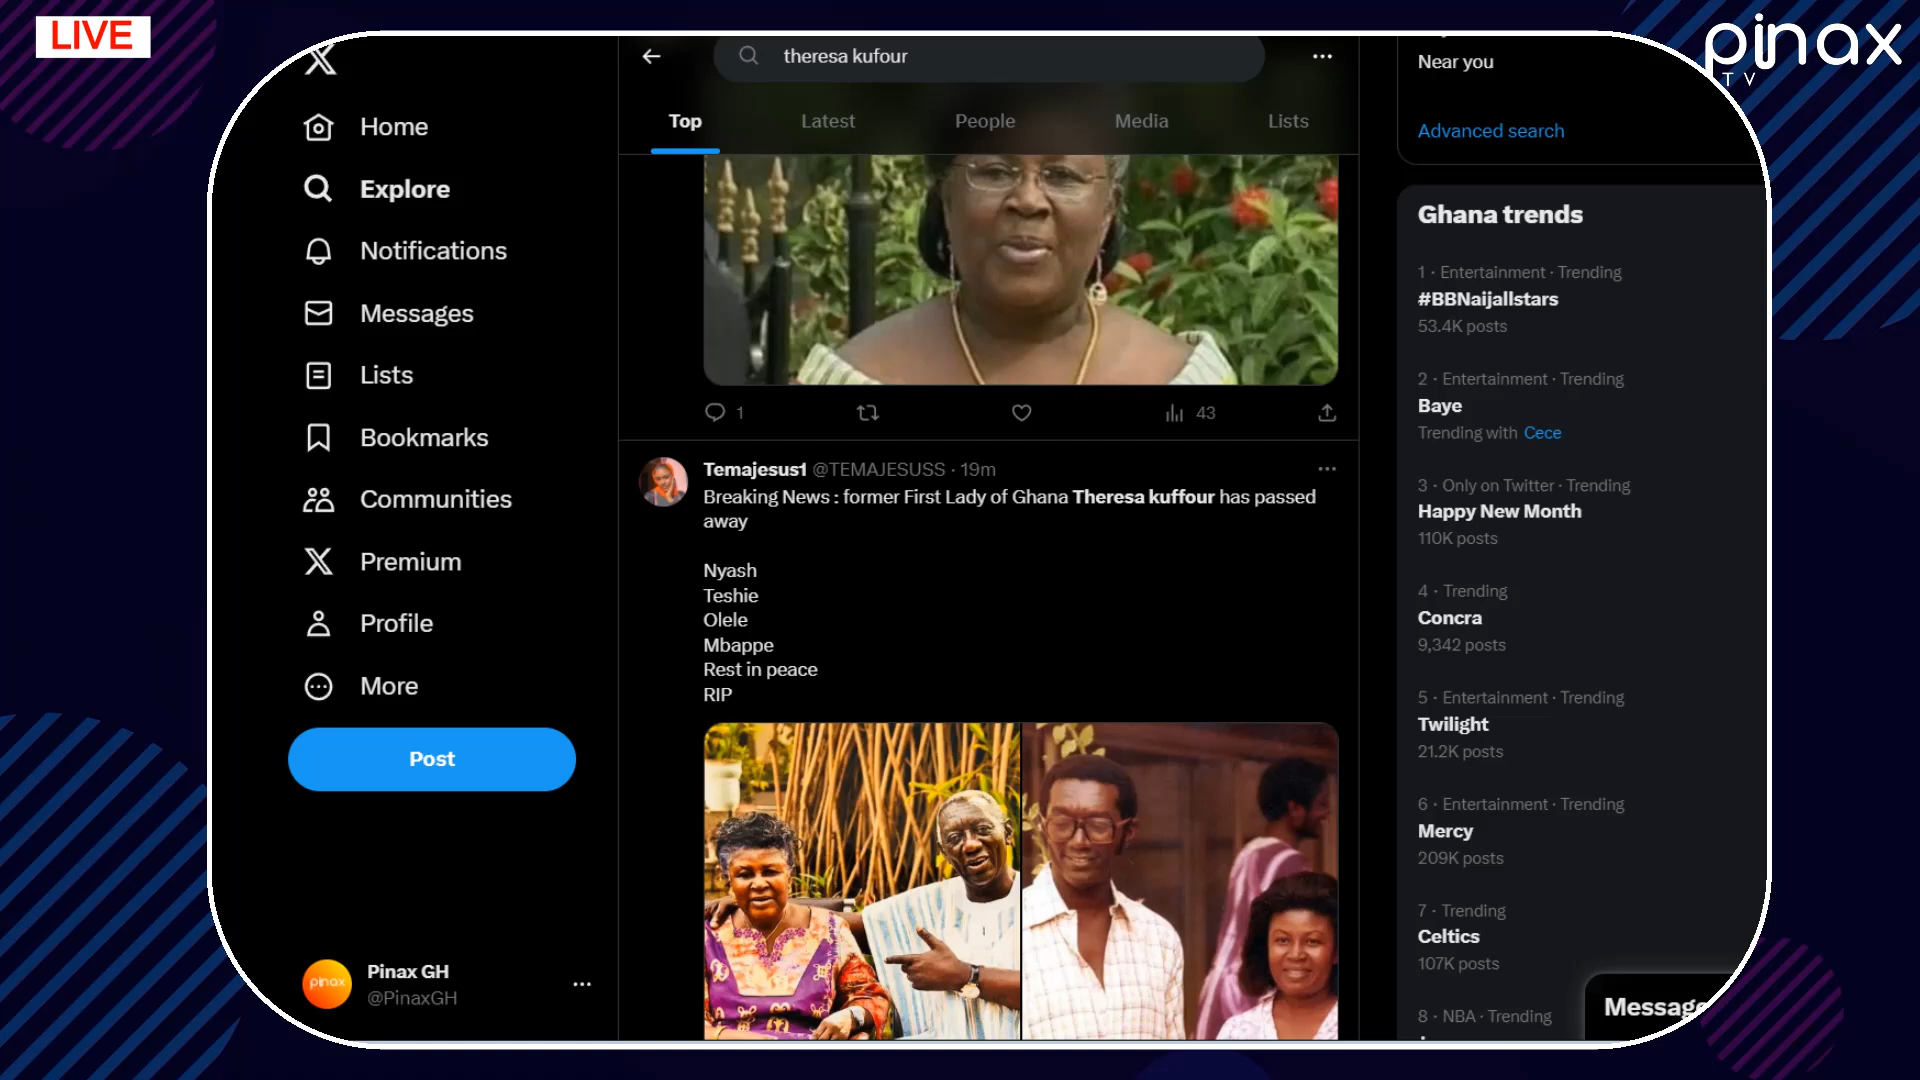 LIVE
pinax
TV
Home
Explore
Notifications
Messages
Lists
Bookmarks
Communities
Premium
Profile
More
Post
pinax
Pinax GH
@PinaxGH
theresa kufour
Top
Latest
People
Media
Lists
1
43
Temajesus1 @TEMAJESUSS · 19m
Breaking News : former First Lady of Ghana Theresa kuffour has passed
away
Nyash
Teshie
Olele
Mbappe
Rest in peace
RIP
Near you
Advanced search
Ghana trends
1 · Entertainment · Trending
#BBNaijallstars
53.4K posts
2 · Entertainment · Trending
Baye
Trending with Cece
3 · Only on Twitter · Trending
Happy New Month
110K posts
4 · Trending
Concra
9,342 posts
5 · Entertainment · Trending
Twilight
21.2K posts
6 · Entertainment · Trending
Mercy
209K posts
7 · Trending
Celtics
107K posts
8 · NBA · Trending
Message